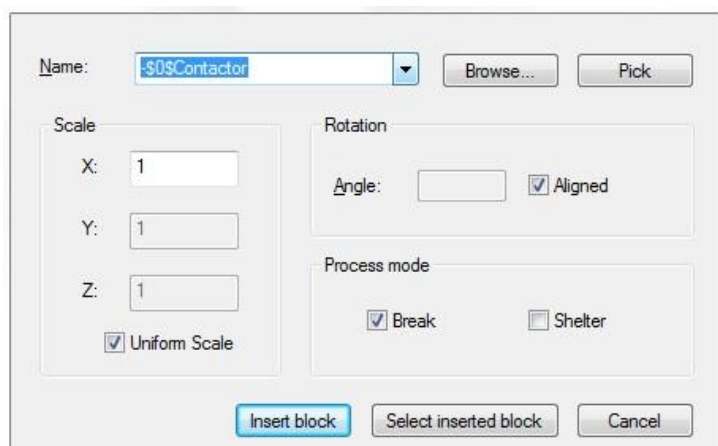 Name: -$0$Contactor Browse... Pick
Scale Rotation
X: 1
Angle: Aligned
Y: 1
Process mode
Z: 1
Break Shelter
Uniform Scale
Insert block Select inserted block Cancel